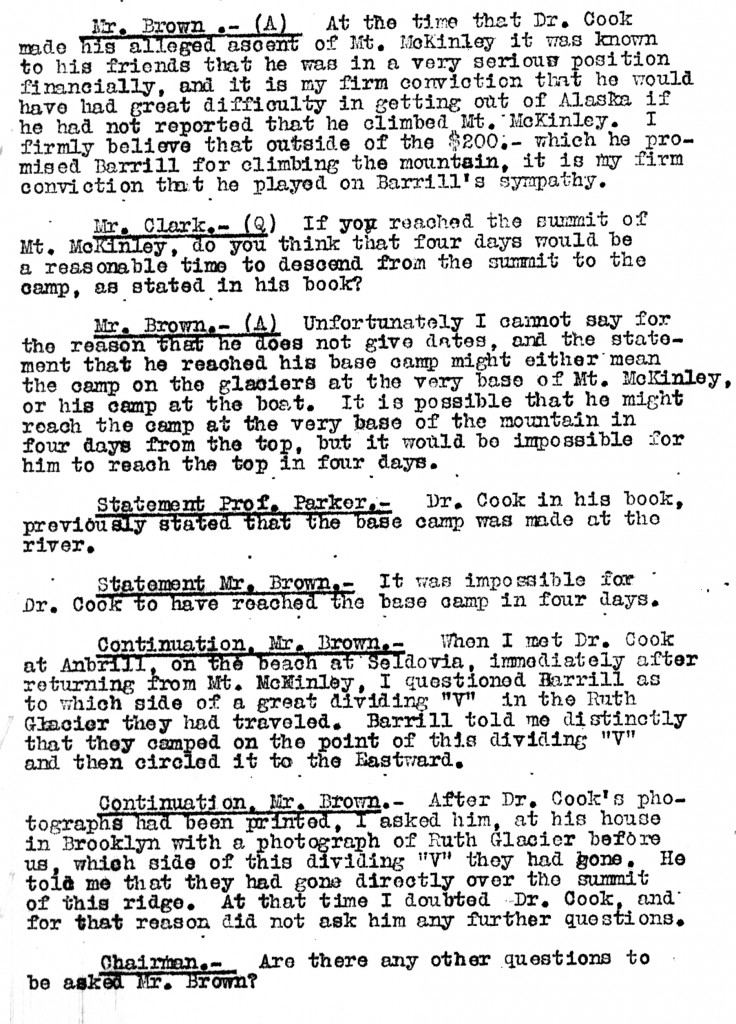 Mr. Brown .- (A) At the time that Dr. Cook
made his alleged ascent of Mt. McKinley it was known
to his friends that he was in a very serious position
financially, and it is my firm conviction that he would
have had great difficulty in getting out of Alaska if
he had not reported that he climbed Mt. McKinley. I
firmly believe that outside of the $200.- which he pro-
mised Barrill for climbing the mountain, it is my firm
conviction that he played on Barrill's sympathy.
Mr. Clark.- (Q) If you reached the summit of
Mt. McKinley, do you think that four days would be
a reasonable time to descend from the summit to the
camp, as stated in his book?
Mr. Brown.- (A) Unfortunately I cannot say for
the reason that he does not give dates, and the state-
ment that he reached his base camp might either mean
the camp on the glaciers at the very base of Mt. McKinley,
or his camp at the boat. It is possible that he might
reach the camp at the very base of the mountain in
four days from the top, but it would be impossible for
him to reach the top in four days.
Statement Prof. Parker.- Dr. Cook in his book,
previously stated that the base camp was made at the
river.
Statement Mr. Brown.- It was impossible for
Dr. Cook to have reached the base camp in four days.
Continuation, Mr. Brown.- When I met Dr. Cook
at Anbrill, on the beach at Seldovia, immediately after
returning from Mt. McKinley, I questioned Barrill as
to which side of a great dividing "V" in the Ruth
Glacier they had traveled. Barrill told me distinctly
that they camped on the point of this dividing "V"
and then circled it to the Eastward.
Continuation, Mr. Brown.- After Dr. Cook's pho-
tographs had been printed, I asked him, at his house
in Brooklyn with a photograph of Ruth Glacier before
us, which side of this dividing "V" they had gone. He
told me that they had gone directly over the summit
of this ridge. At that time I doubted Dr. Cook, and
for that reason did not ask him any further questions.
Chairman.- Are there any other questions to
be asked Mr. Brown?